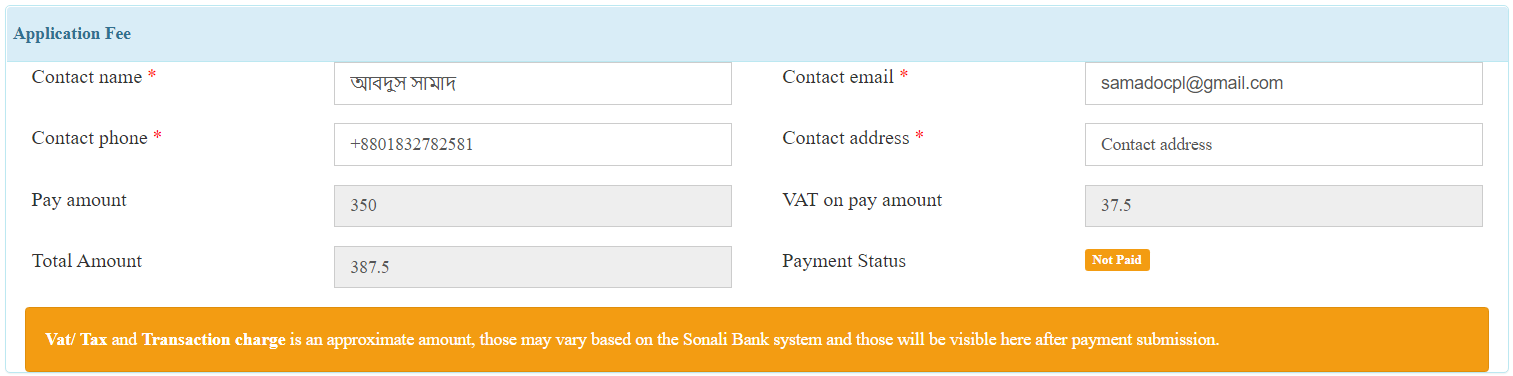 Application Fee
Contact name * আবদুস সামাদ Contact email * samadocpl@gmail.com
Contact phone * +8801832782581 Contact address * Contact address
Pay amount 350 VAT on pay amount 37.5
Total Amount 387.5 Payment Status Not Paid
Vat/ Tax and Transaction charge is an approximate amount, those may vary based on the Sonali Bank system and those will be visible here after payment submission.